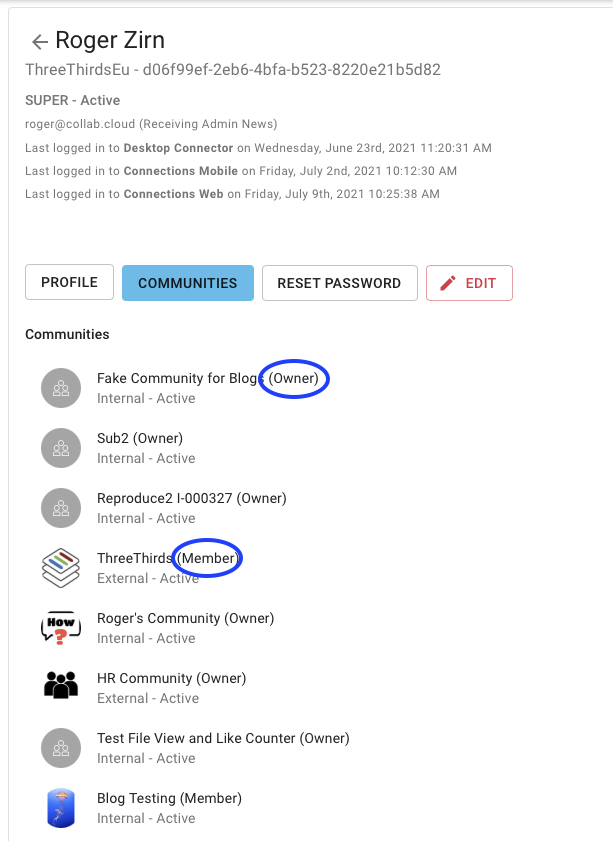 Roger Zirn
ThreeThirdsEu - d06f99ef-2eb6-4bfa-b523-8220e21b5d82
SUPER - Active
roger@collab.cloud (Receiving Admin News)
Last logged in to Desktop Connector on Wednesday, June 23rd, 2021 11:20:31 AM
Last logged in to Connections Mobile on Friday, July 2nd, 2021 10:12:30 AM
Last logged in to Connections Web on Friday, July 9th, 2021 10:25:38 AM
PROFILE
COMMUNITIES
RESET PASSWORD
EDIT
Communities
Fake Community for Blogs (Owner)
Internal - Active
Sub2 (Owner)
Internal - Active
Reproduce2 I-000327 (Owner)
Internal - Active
ThreeThirds (Member)
External - Active
How
?
Roger's Community (Owner)
Internal - Active
HR Community (Owner)
External - Active
Test File View and Like Counter (Owner)
Internal - Active
Blog Testing (Member)
Internal - Active